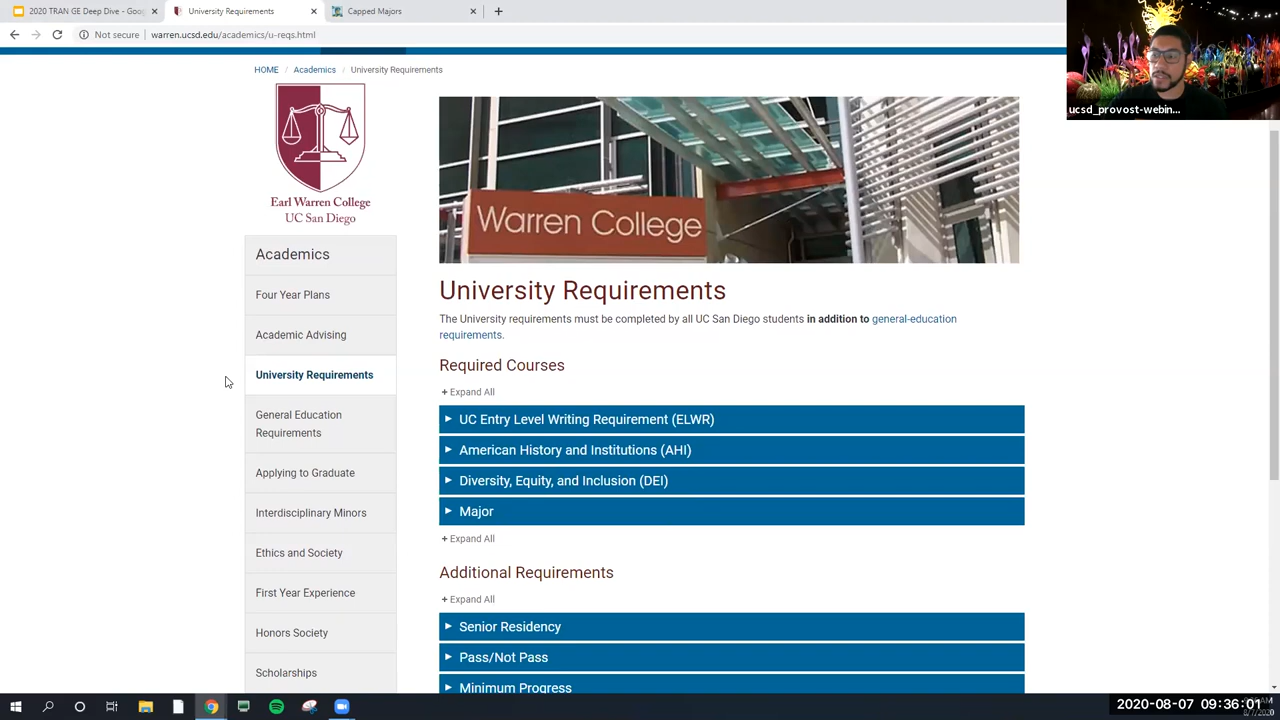 2020 TRAN GE Deep Dive - Goog
University Requirements
Capped Majors
Not secure
warren.ucsd.edu/academics/u-reqs.html
ucsd_provost-webin...
HOME / Academics / University Requirements
Earl Warren College
UC San Diego
Academics
Four Year Plans
Academic Advising
University Requirements
General Education
Requirements
Applying to Graduate
Interdisciplinary Minors
Ethics and Society
First Year Experience
Honors Society
Scholarships
Warren College
University Requirements
The University requirements must be completed by all UC San Diego students in addition to general-education
requirements.
Required Courses
+ Expand All
UC Entry Level Writing Requirement (ELWR)
American History and Institutions (AHI)
Diversity, Equity, and Inclusion (DEI)
Major
+ Expand All
Additional Requirements
+ Expand All
Senior Residency
Pass/Not Pass
Minimum Progress
2020-08-07 09:36:01